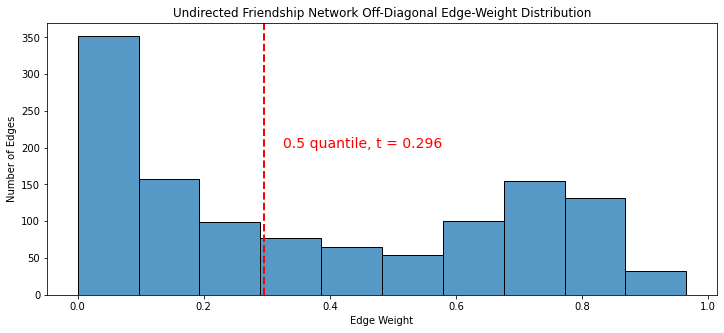 Undirected Friendship Network Off-Diagonal Edge-Weight Distribution
350
300
250
200
150
100
50
0
Number of Edges
0.5 quantile, t = 0.296
0.0 0.2 0.4 0.6 0.8 1.0
Edge Weight